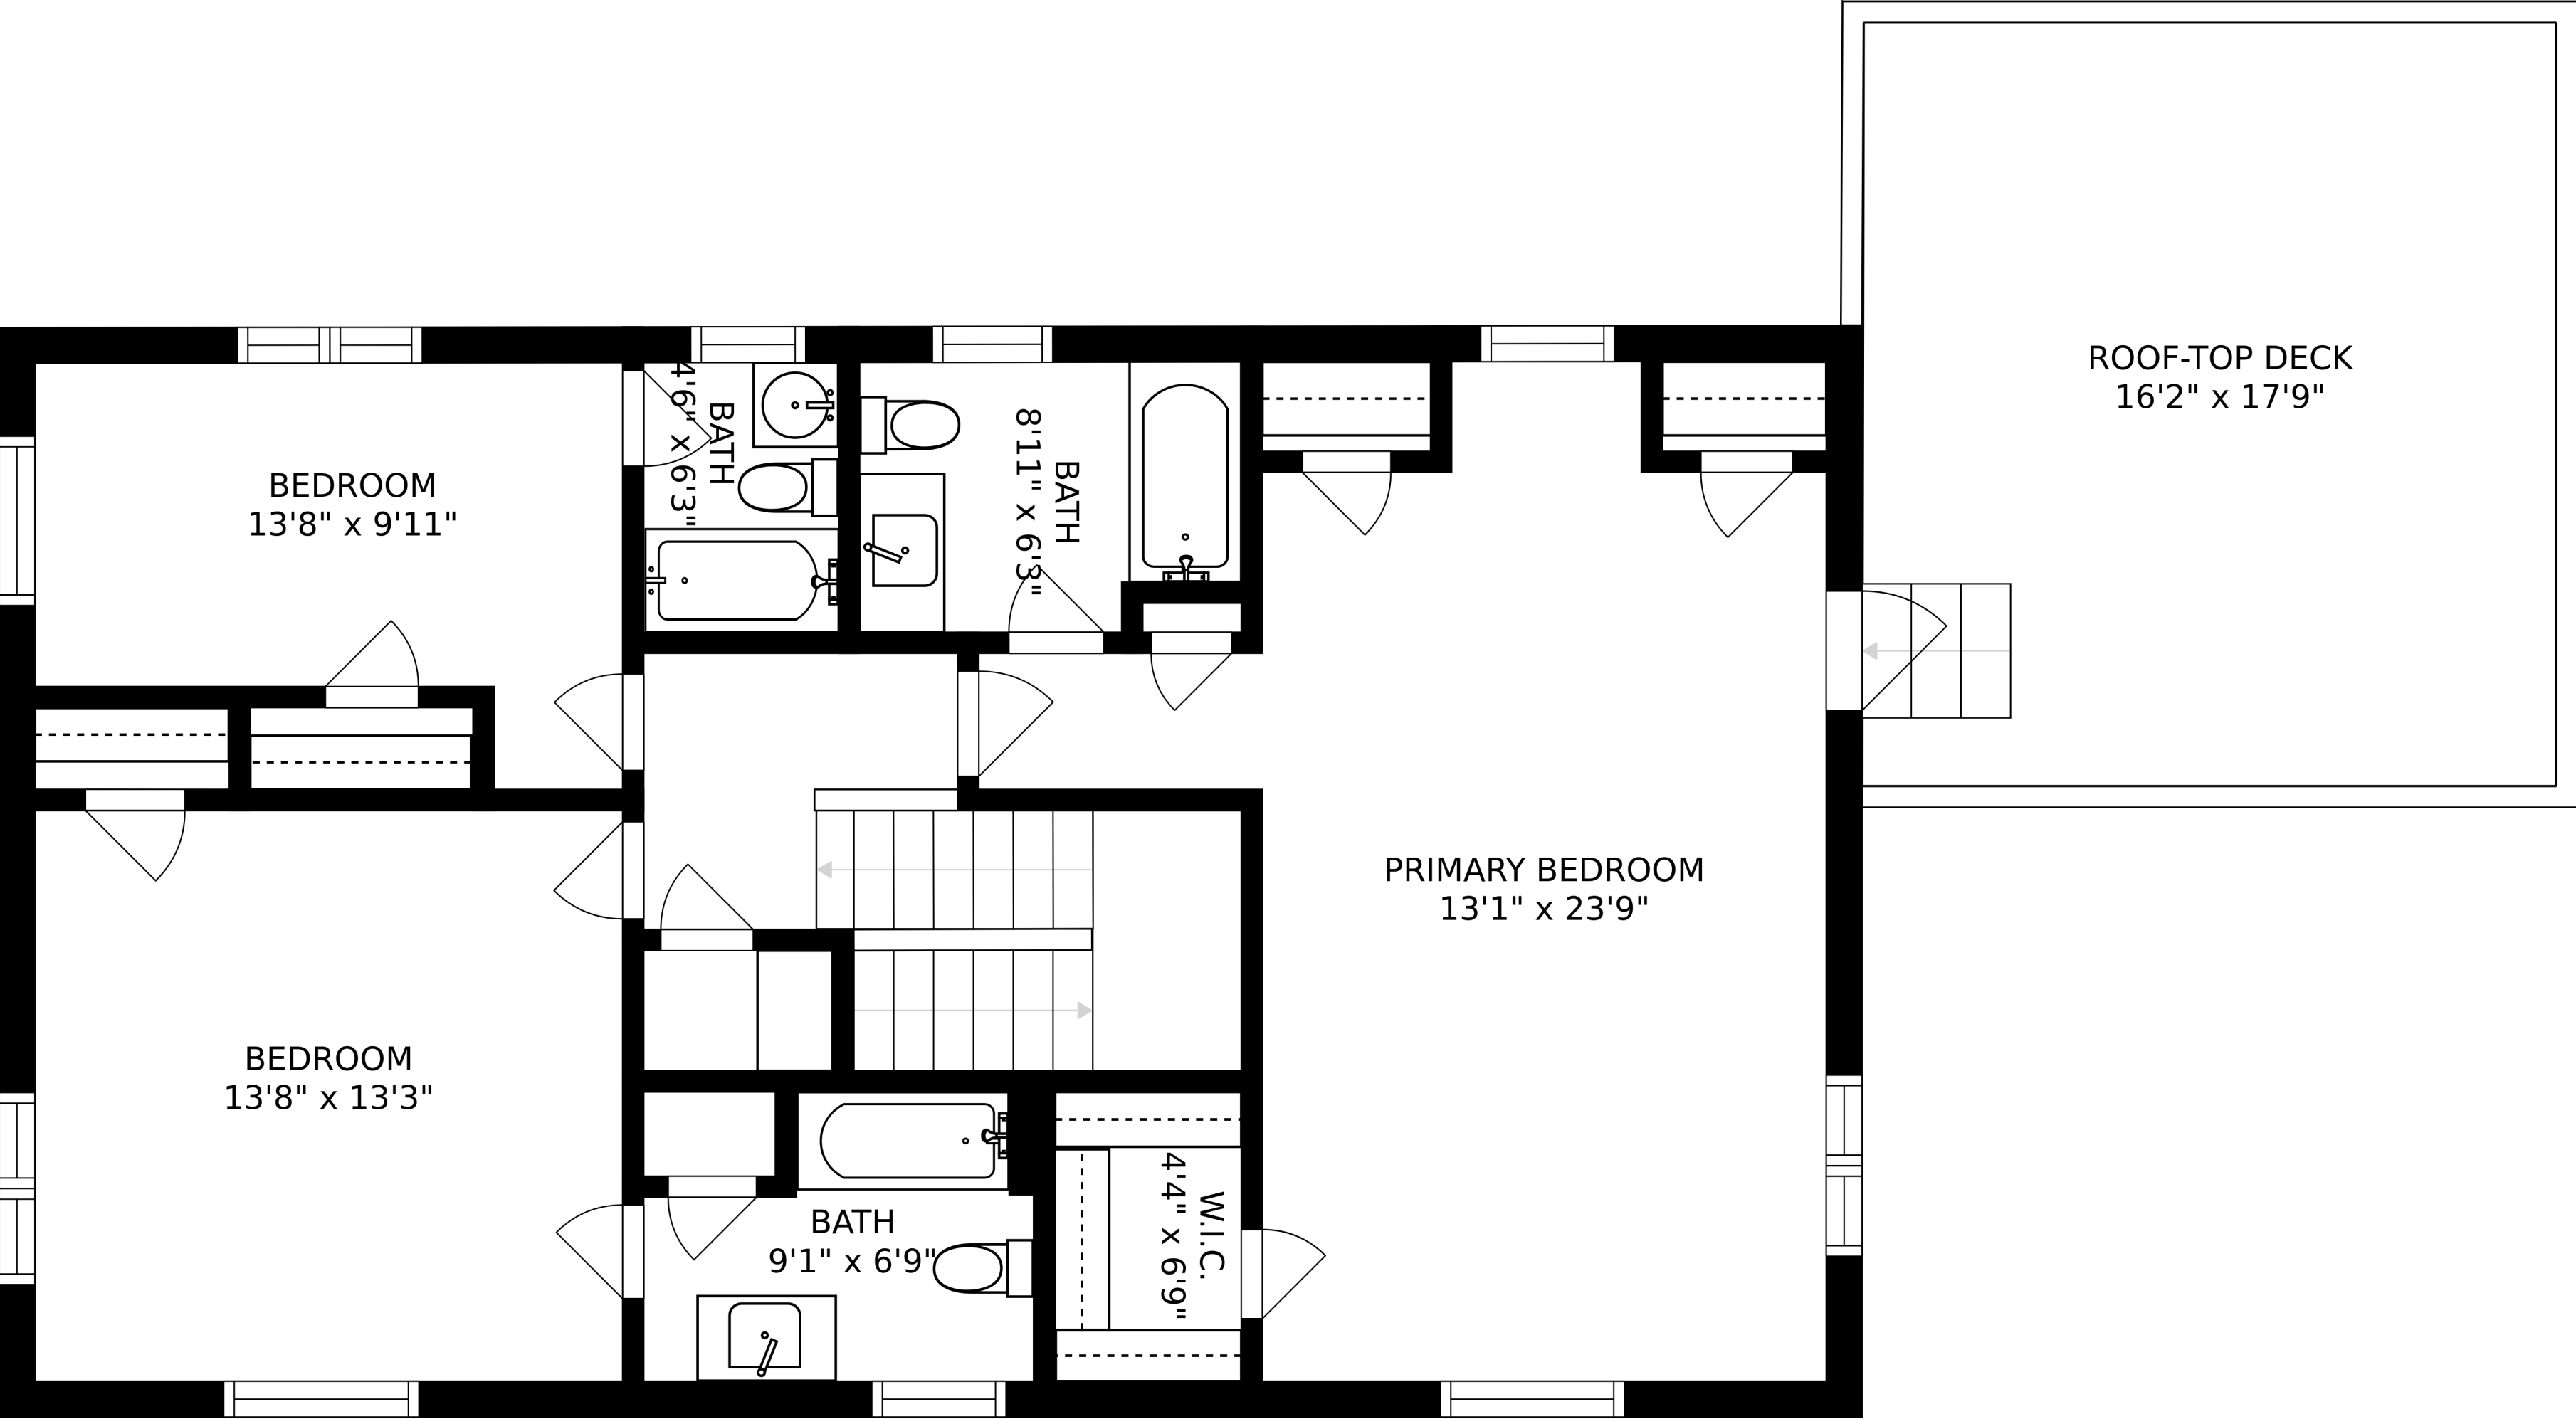 ROOF-TOP DECK
16'2" x 17'9"
BEDROOM
13'8" x 9'11"
BATH
4'6" x 6'3"
BATH
8'11" x 6'3"
PRIMARY BEDROOM
13'1" x 23'9"
BEDROOM
13'8" x 13'3"
BATH
9'1" x 6'9"
W.I.C.
4'4" x 6'9"